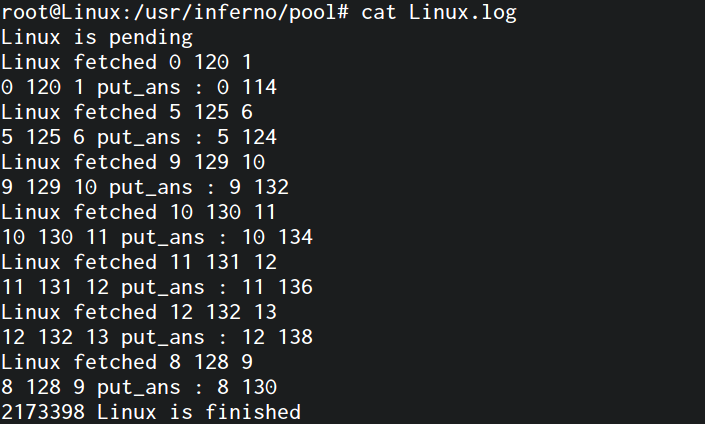 root@Linux:/usr/inferno/pool# cat Linux.log
Linux is pending
Linux fetched 0 120 1
0 120 1 put_ans : 0 114
Linux fetched 5 125 6
5 125 6 put_ans : 5 124
Linux fetched 9 129 10
9 129 10 put_ans : 9 132
Linux fetched 10 130 11
10 130 11 put_ans : 10 134
Linux fetched 11 131 12
11 131 12 put_ans : 11 136
Linux fetched 12 132 13
12 132 13 put_ans : 12 138
Linux fetched 8 128 9
8 128 9 put_ans : 8 130
2173398 Linux is finished